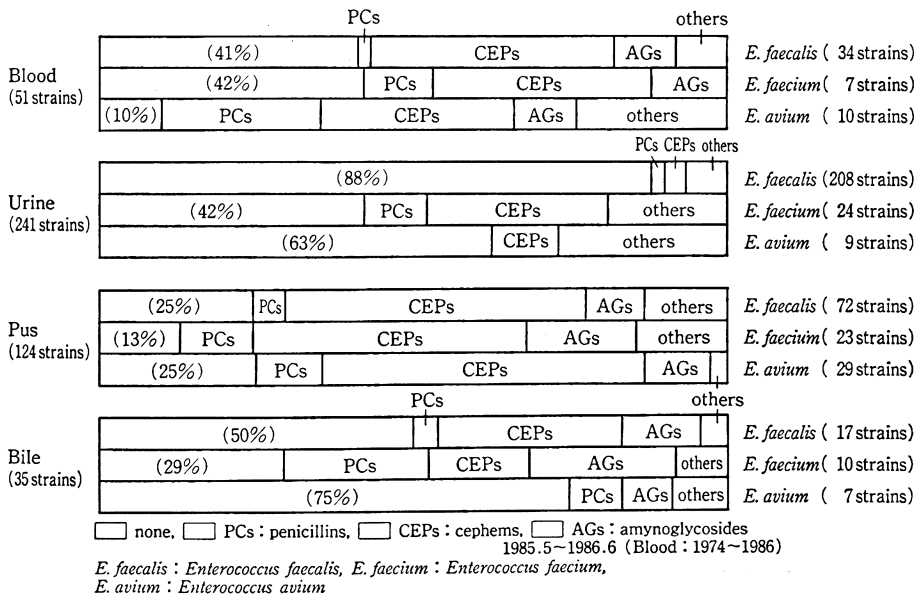 PCs others
(41%) CEPs AGs E. faecalis ( 34 strains)
Blood
(51 strains)
(42%) PCs CEPs AGs E. faecium ( 7 strains)
(10%) PCs CEPs AGs others E. avium ( 10 strains)
PCs CEPs others
(88%) E. faecalis (208 strains)
Urine
(241 strains)
(42%) PCs CEPs others E. faecium ( 24 strains)
(63%) CEPs others E. avium ( 9 strains)
(25%) PCs CEPs AGs others E. faecalis ( 72 strains)
Pus
(124 strains)
(13%) PCs CEPs AGs others E. faecium ( 23 strains)
(25%) PCs CEPs AGs E. avium ( 29 strains)
PCs others
(50%) CEPs AGs E. faecalis ( 17 strains)
Bile
(35 strains)
(29%) PCs CEPs AGs others E. faecium ( 10 strains)
(75%) PCs AGs others E. avium ( 7 strains)
none, PCs : penicillins, CEPs : cephems, AGs : amynoglycosides
1985.5~1986.6 (Blood : 1974~1986)
E. faecalis : Enterococcus faecalis, E. faecium : Enterococcus faecium,
E. avium : Enterococcus avium